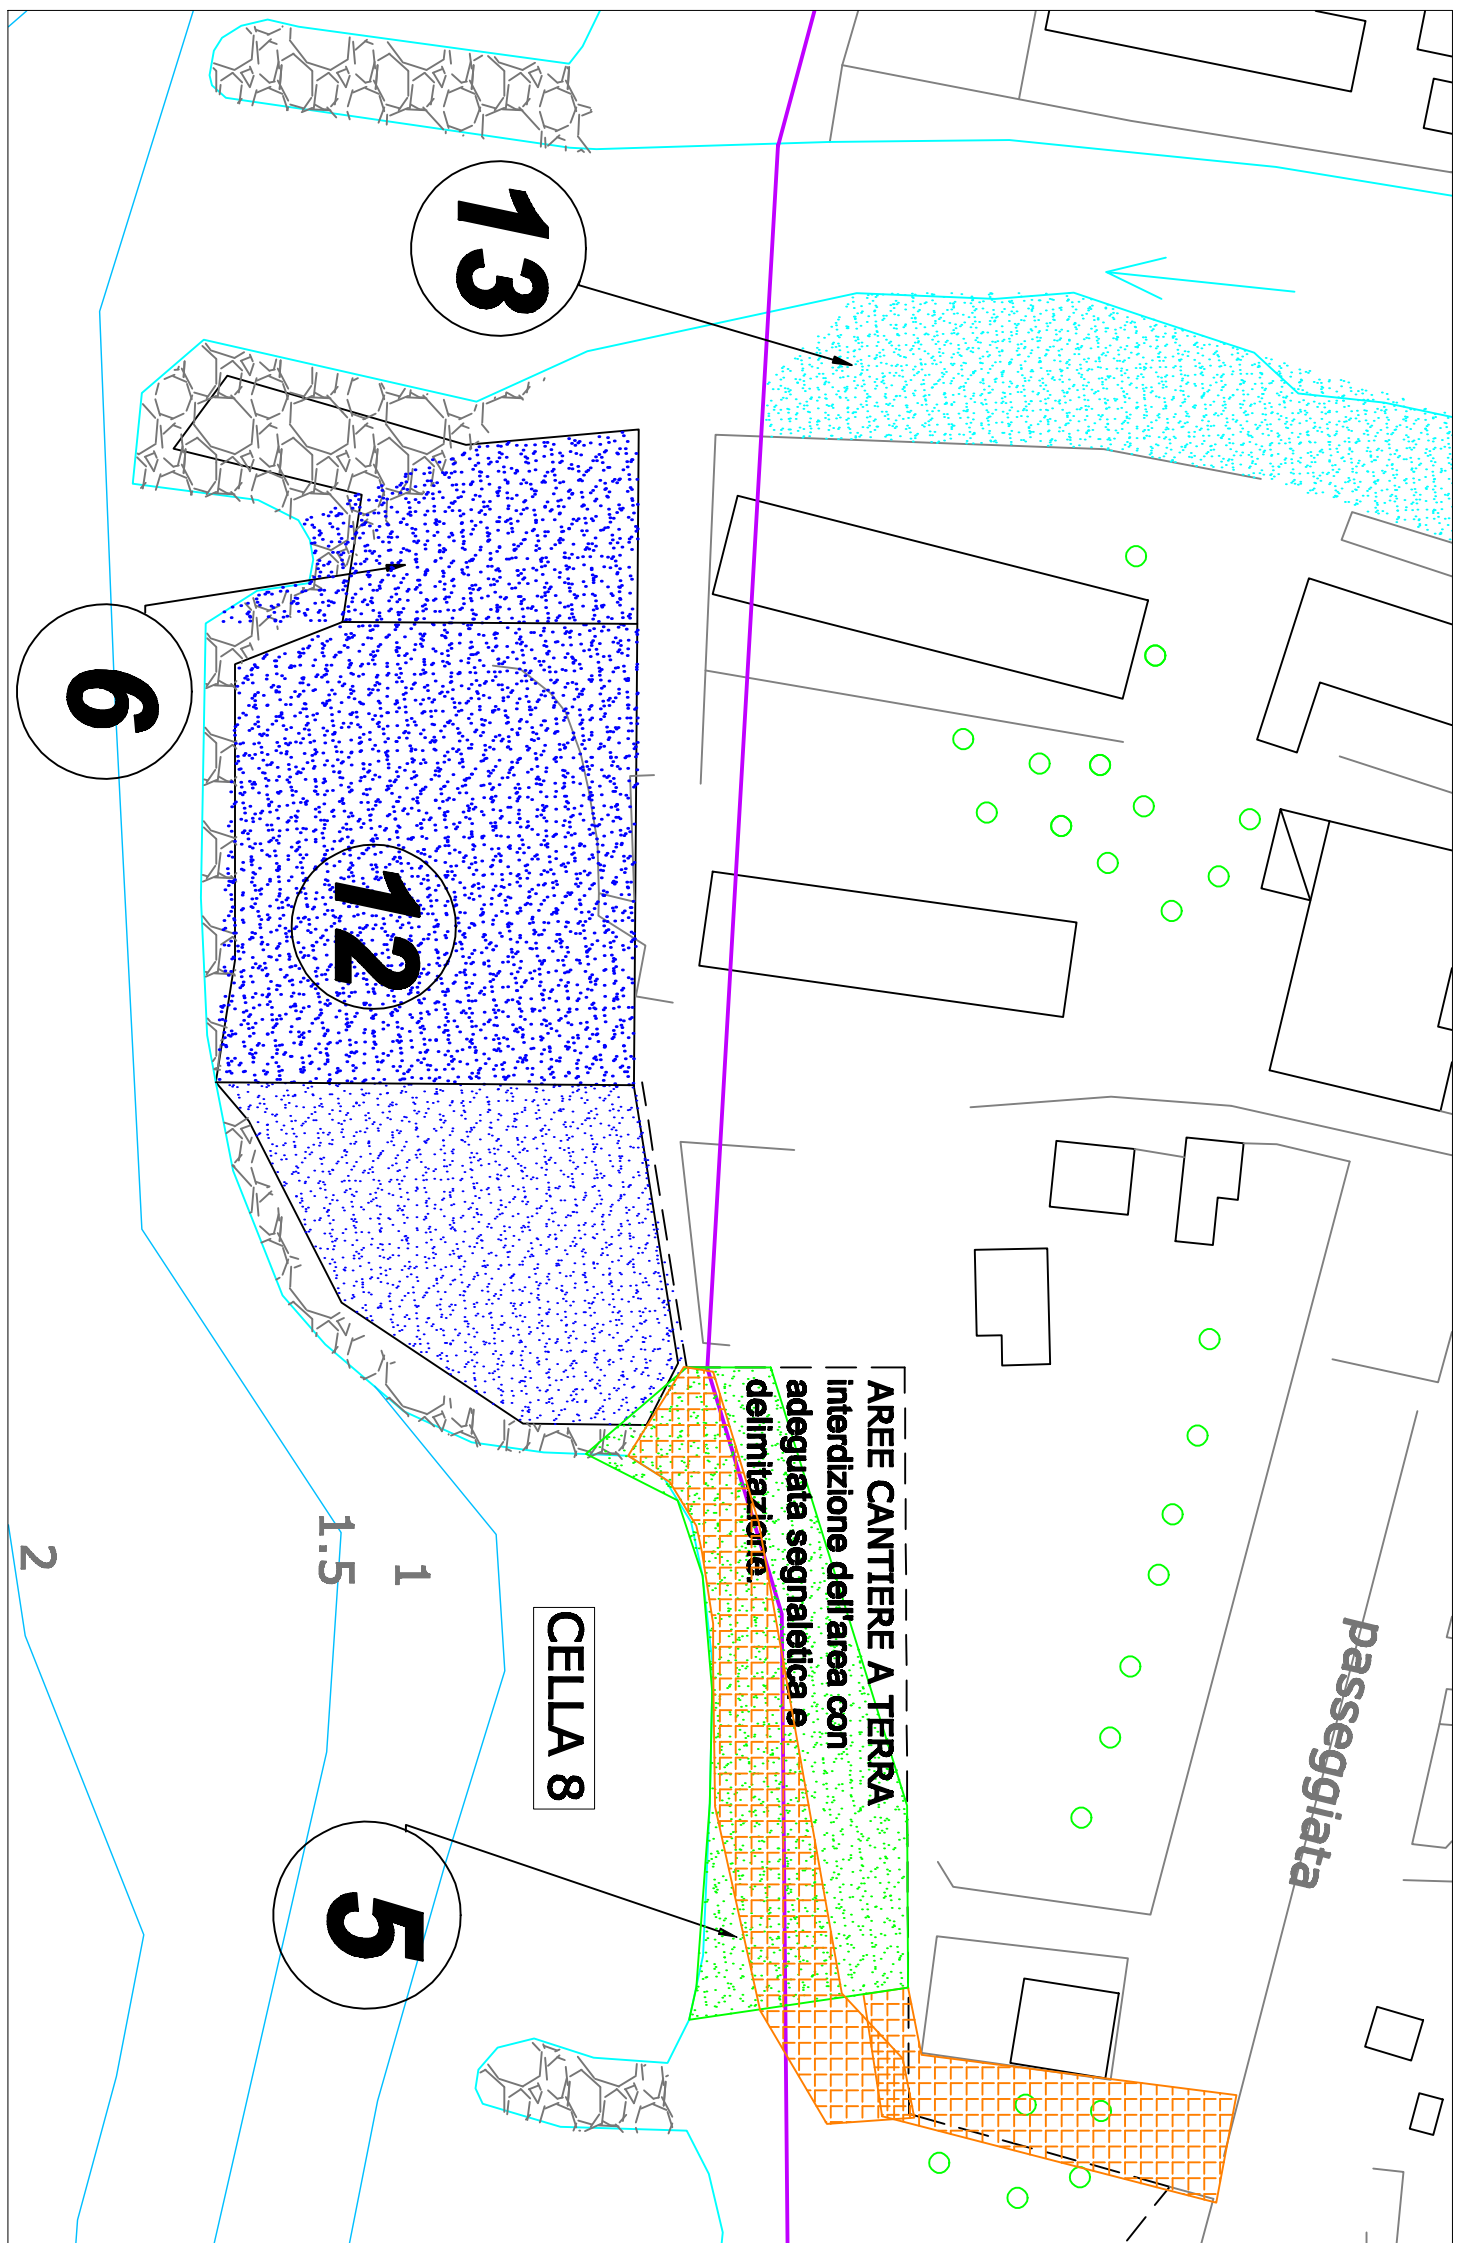 13
6
12
AREE CANTIERE A TERRA
interdizione dell'area con
adeguata segnaletica e
delimitazione.
passeggiata
CELLA 8
1
1.5
2
5